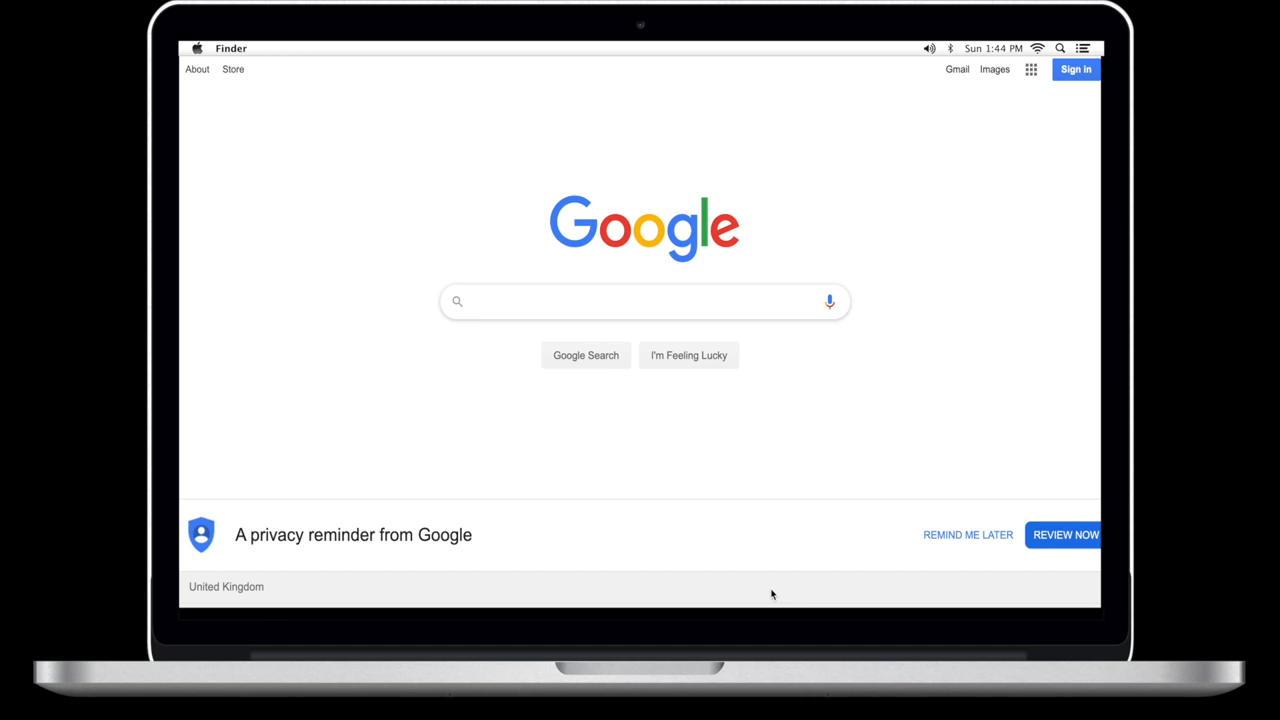 Finder Sun 1:44 PM
About Store Gmail Images Sign in
Google
Google Search I'm Feeling Lucky
A privacy reminder from Google REMIND ME LATER REVIEW NOW
United Kingdom